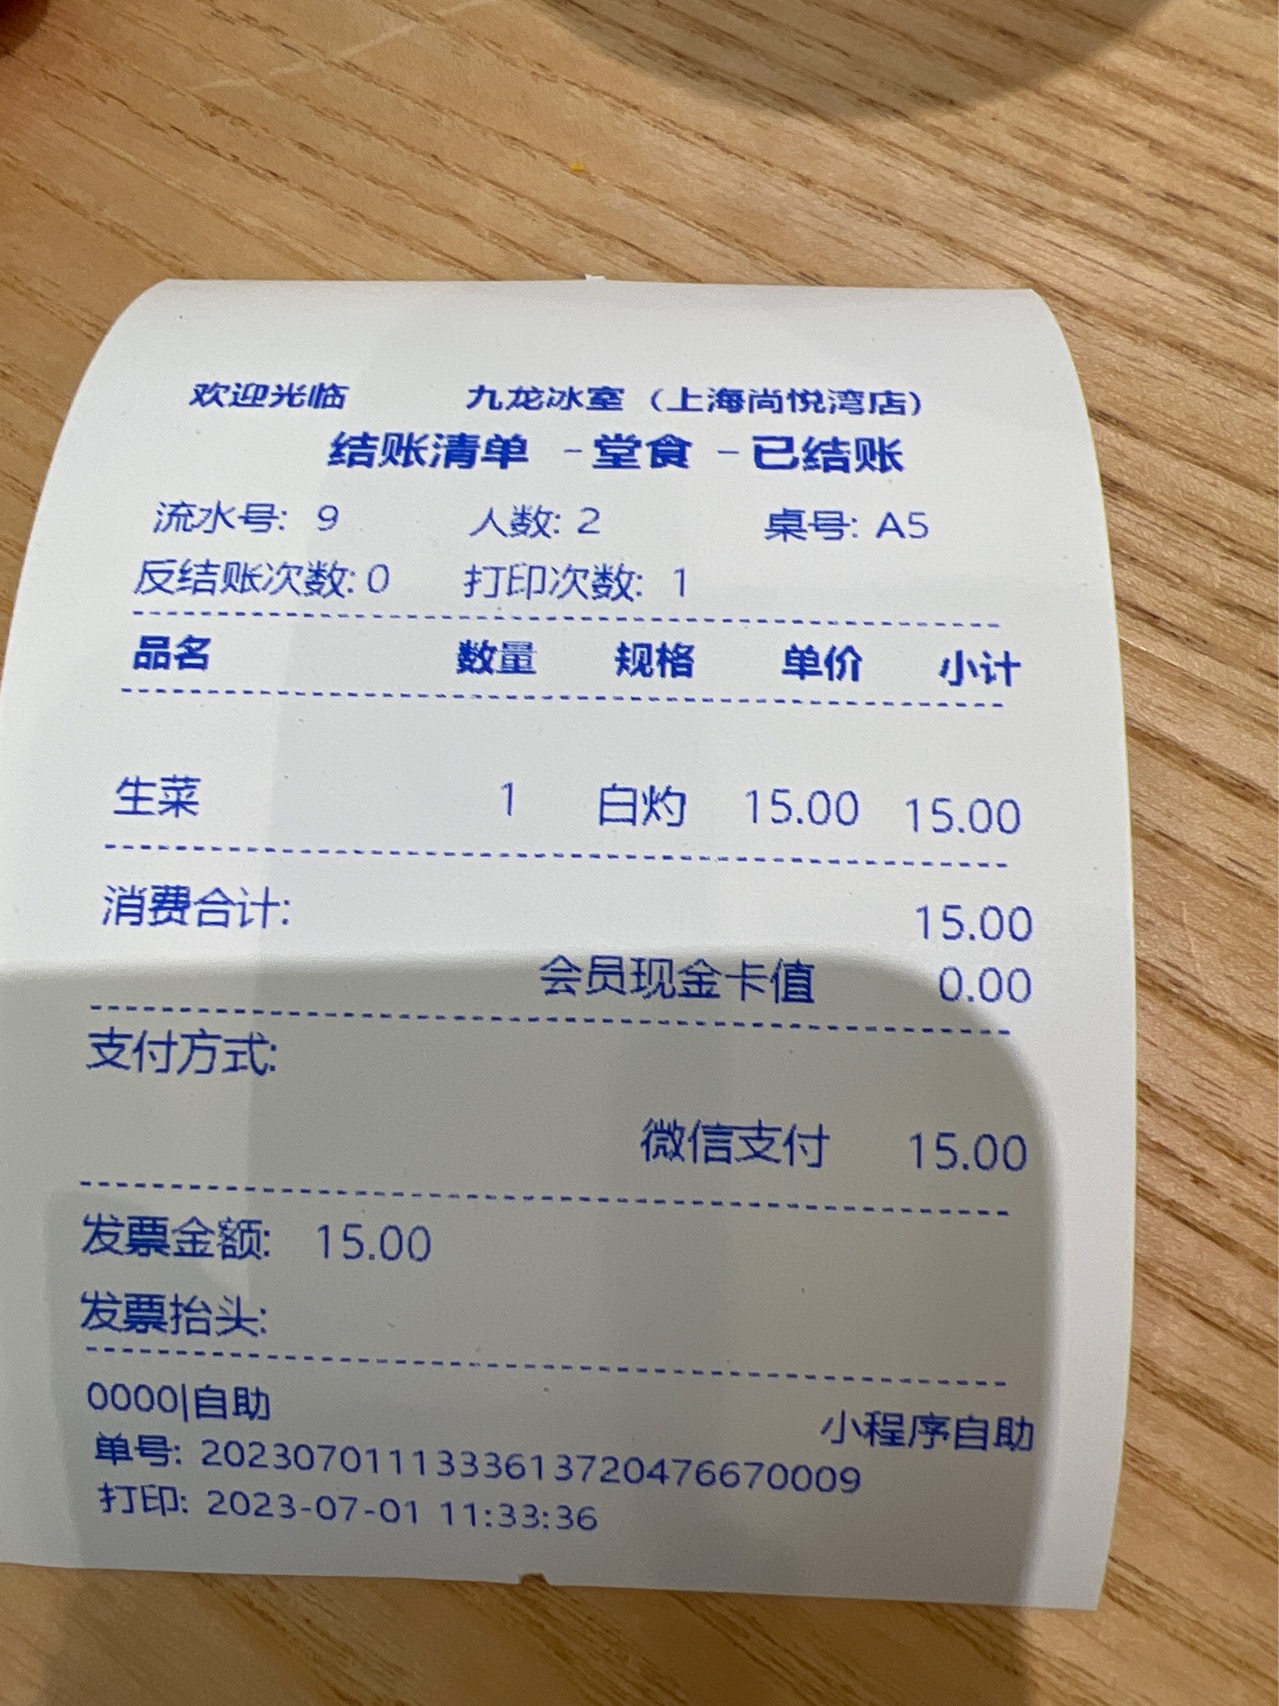 欢迎光临 九龙冰室（上海尚悦湾店）
结账清单 -堂食 -已结账
流水号: 9 人数: 2 桌号: A5
反结账次数: 0 打印次数: 1
品名 数量 规格 单价 小计
生菜 1 白灼 15.00 15.00
消费合计: 15.00
会员现金卡值 0.00
支付方式:
微信支付 15.00
发票金额: 15.00
发票抬头:
0000|自助 小程序自助
单号: 2023070111333613720476670009
打印: 2023-07-01 11:33:36